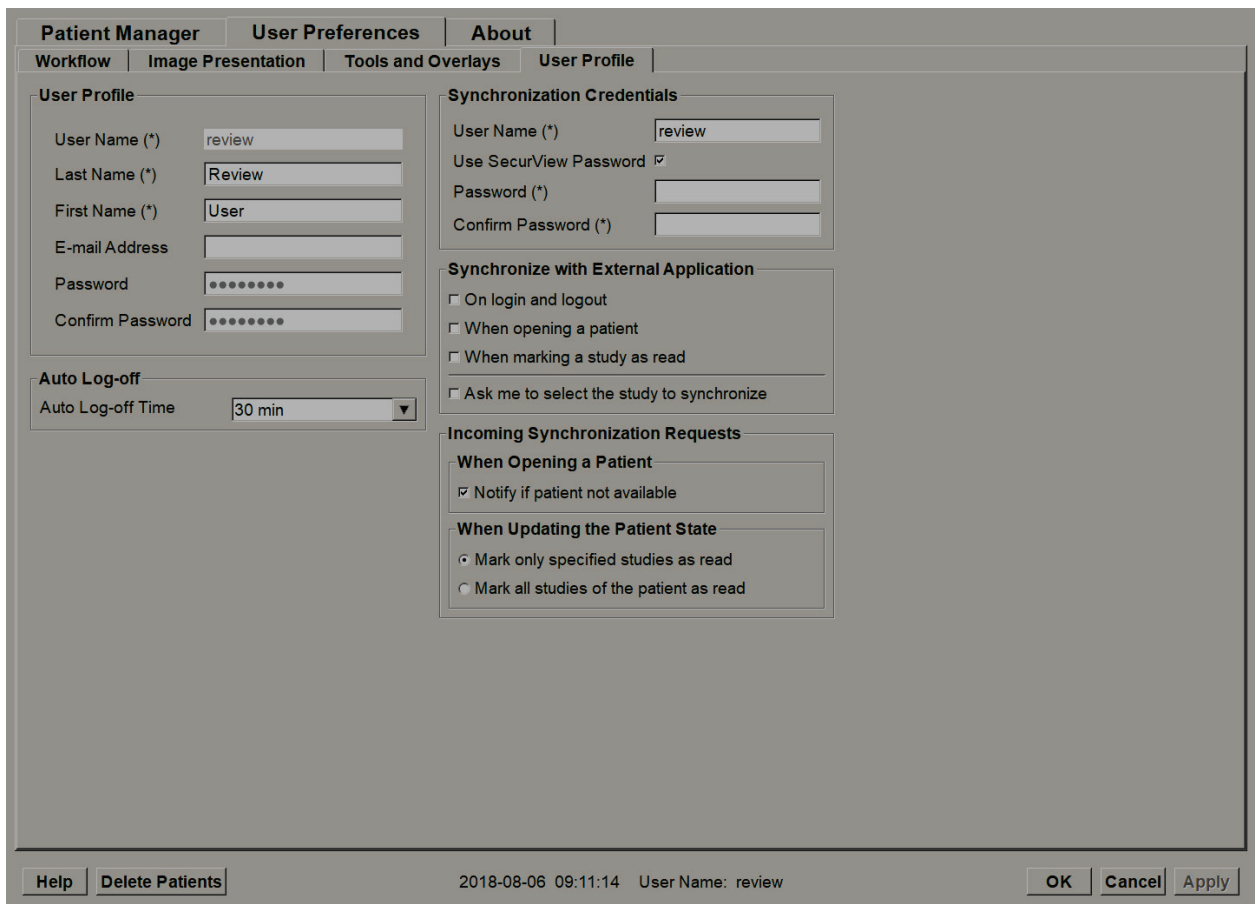 Patient Manager User Preferences About
Workflow Image Presentation Tools and Overlays User Profile
User Profile
User Name (*) review
Last Name (*) Review
First Name (*) User
E-mail Address
Password ●●●●●●●●
Confirm Password ●●●●●●●●
Auto Log-off
Auto Log-off Time 30 min
Synchronization Credentials
User Name (*) review
Use SecurView Password
Password (*)
Confirm Password (*)
Synchronize with External Application
On login and logout
When opening a patient
When marking a study as read
Ask me to select the study to synchronize
Incoming Synchronization Requests
When Opening a Patient
Notify if patient not available
When Updating the Patient State
Mark only specified studies as read
Mark all studies of the patient as read
Help Delete Patients 2018-08-06 09:11:14 User Name: review OK Cancel Apply